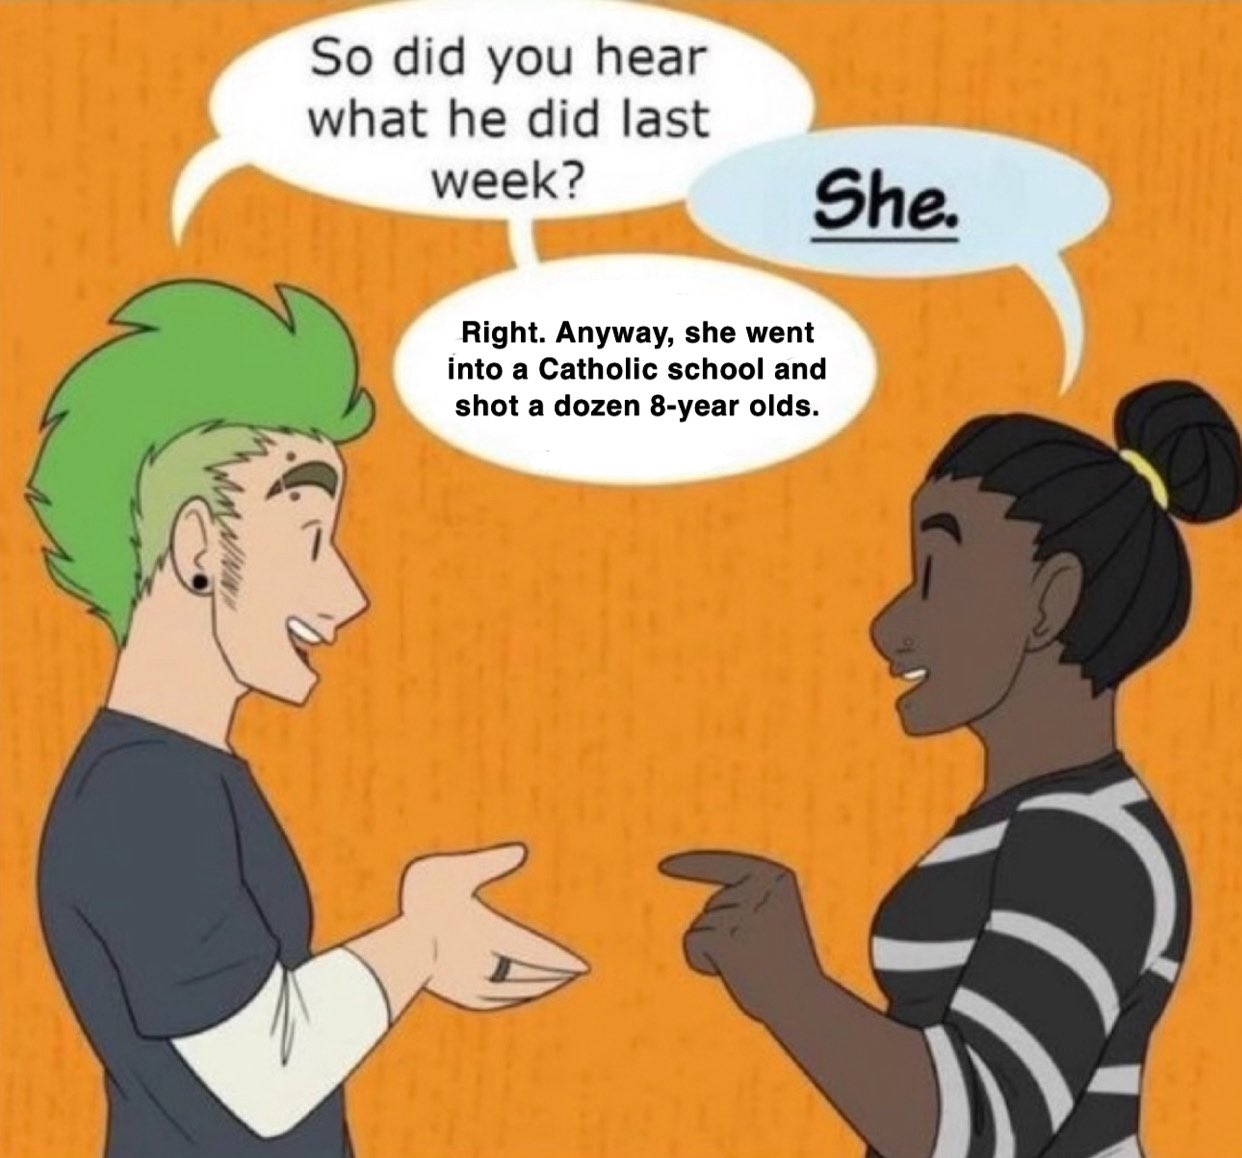 So did you hear
what he did last
week?
She.
Right. Anyway, she went
into a Catholic school and
shot a dozen 8-year olds.